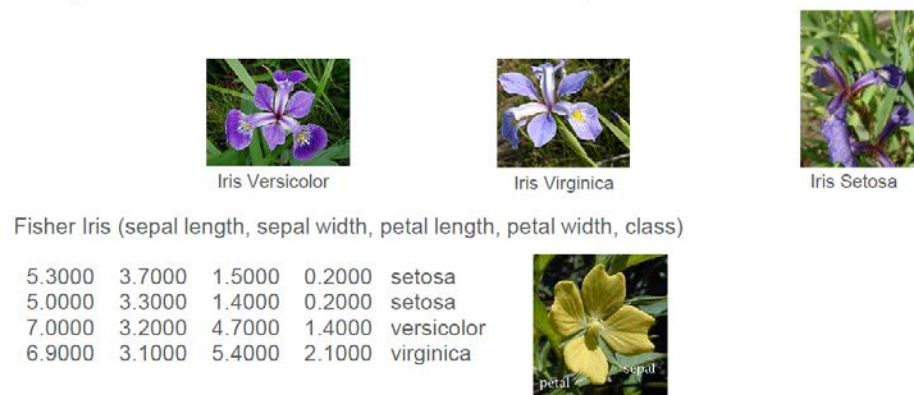 Iris Versicolor
Iris Virginica
Iris Setosa
Fisher Iris (sepal length, sepal width, petal length, petal width, class)
5.3000 3.7000 1.5000 0.2000 setosa
5.0000 3.3000 1.4000 0.2000 setosa
7.0000 3.2000 4.7000 1.4000 versicolor
6.9000 3.1000 5.4000 2.1000 virginica
sepal
petal